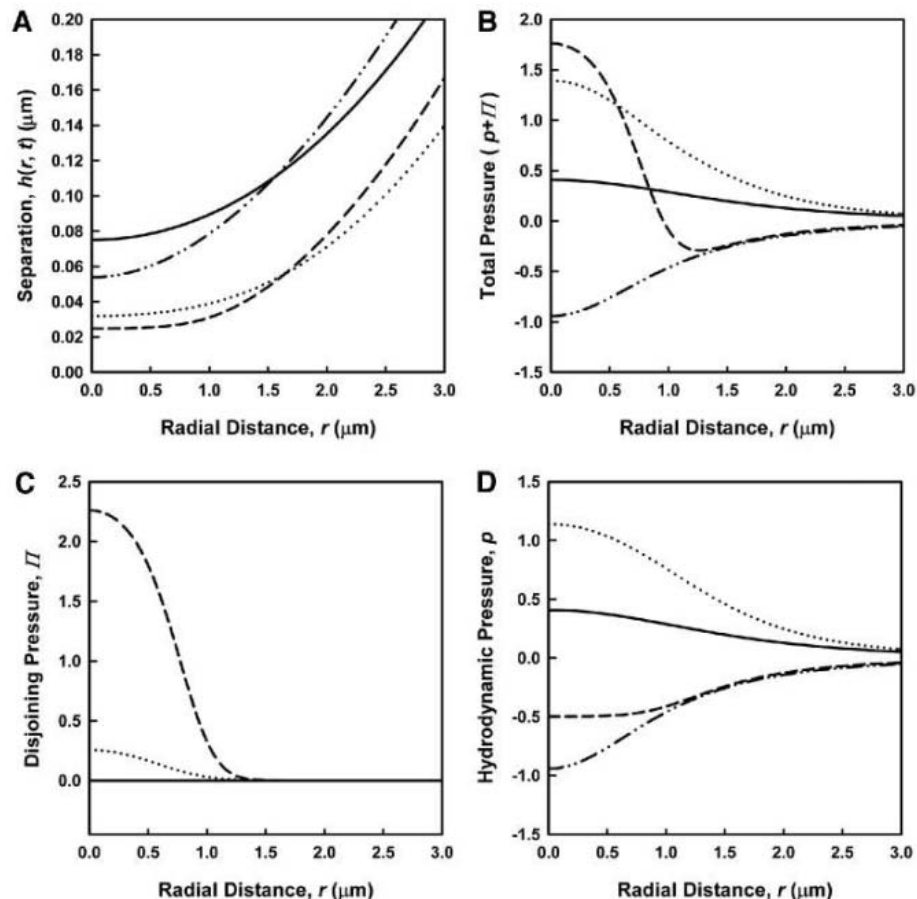 A
Separation, h(r, t) (μm)
0.20
0.18
0.16
0.14
0.12
0.10
0.08
0.06
0.04
0.02
0.00
0.0 0.5 1.0 1.5 2.0 2.5 3.0
Radial Distance, r (μm)
B
Total Pressure ( p+Π)
2.0
1.5
1.0
0.5
0.0
-0.5
-1.0
-1.5
0.0 0.5 1.0 1.5 2.0 2.5 3.0
Radial Distance, r (μm)
C
Disjoining Pressure, Π
2.5
2.0
1.5
1.0
0.5
0.0
0.0 0.5 1.0 1.5 2.0 2.5 3.0
Radial Distance, r (μm)
D
Hydrodynamic Pressure, p
1.5
1.0
0.5
0.0
-0.5
-1.0
-1.5
0.0 0.5 1.0 1.5 2.0 2.5 3.0
Radial Distance, r (μm)